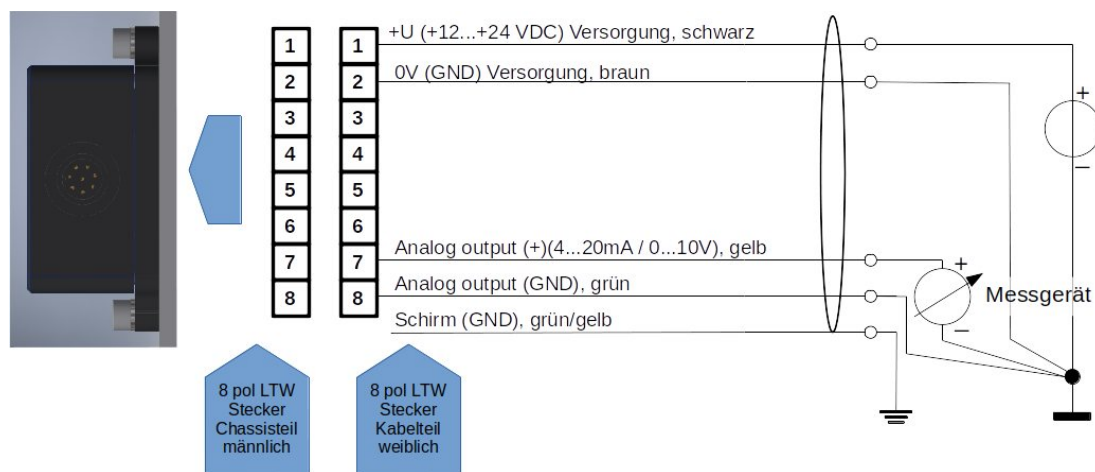 1
2
3
4
5
6
7
8
1
2
3
4
5
6
7
8
+U (+12...+24 VDC) Versorgung, schwarz
0V (GND) Versorgung, braun
Analog output (+)(4...20mA / 0...10V), gelb
Analog output (GND), grün
Schirm (GND), grün/gelb
+
−
+
−
Messgerät
8 pol LTW
Stecker
Chassisteil
männlich
8 pol LTW
Stecker
Kabelteil
weiblich